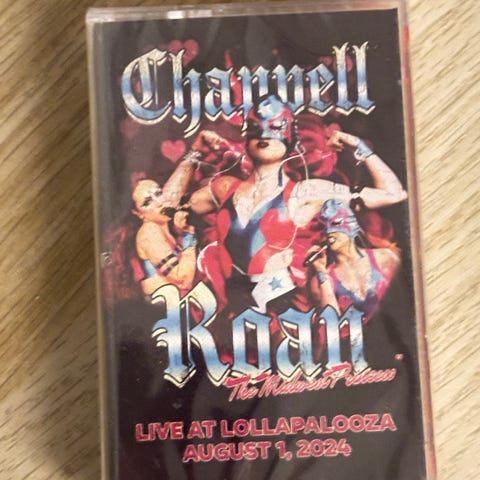 Chappell
Roan
The Midwest Princess
LIVE AT LOLLAPALOOZA
AUGUST 1, 2024